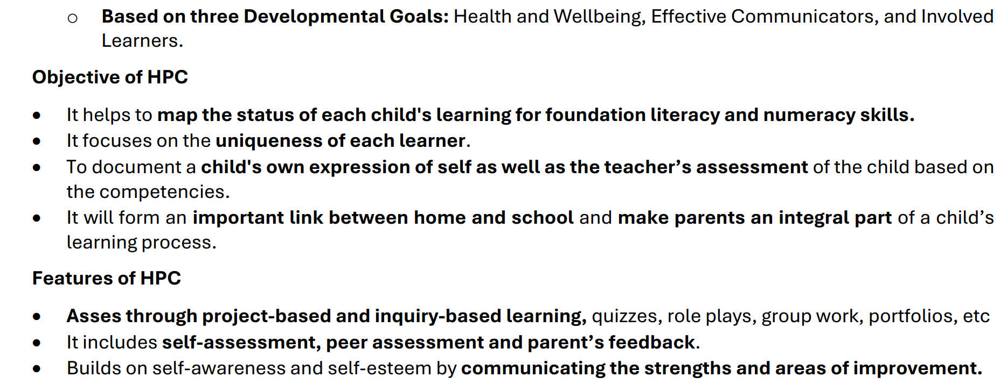 ○ Based on three Developmental Goals: Health and Wellbeing, Effective Communicators, and Involved
Learners.
Objective of HPC
• It helps to map the status of each child's learning for foundation literacy and numeracy skills.
• It focuses on the uniqueness of each learner.
• To document a child's own expression of self as well as the teacher’s assessment of the child based on
the competencies.
• It will form an important link between home and school and make parents an integral part of a child’s
learning process.
Features of HPC
• Asses through project-based and inquiry-based learning, quizzes, role plays, group work, portfolios, etc
• It includes self-assessment, peer assessment and parent’s feedback.
• Builds on self-awareness and self-esteem by communicating the strengths and areas of improvement.